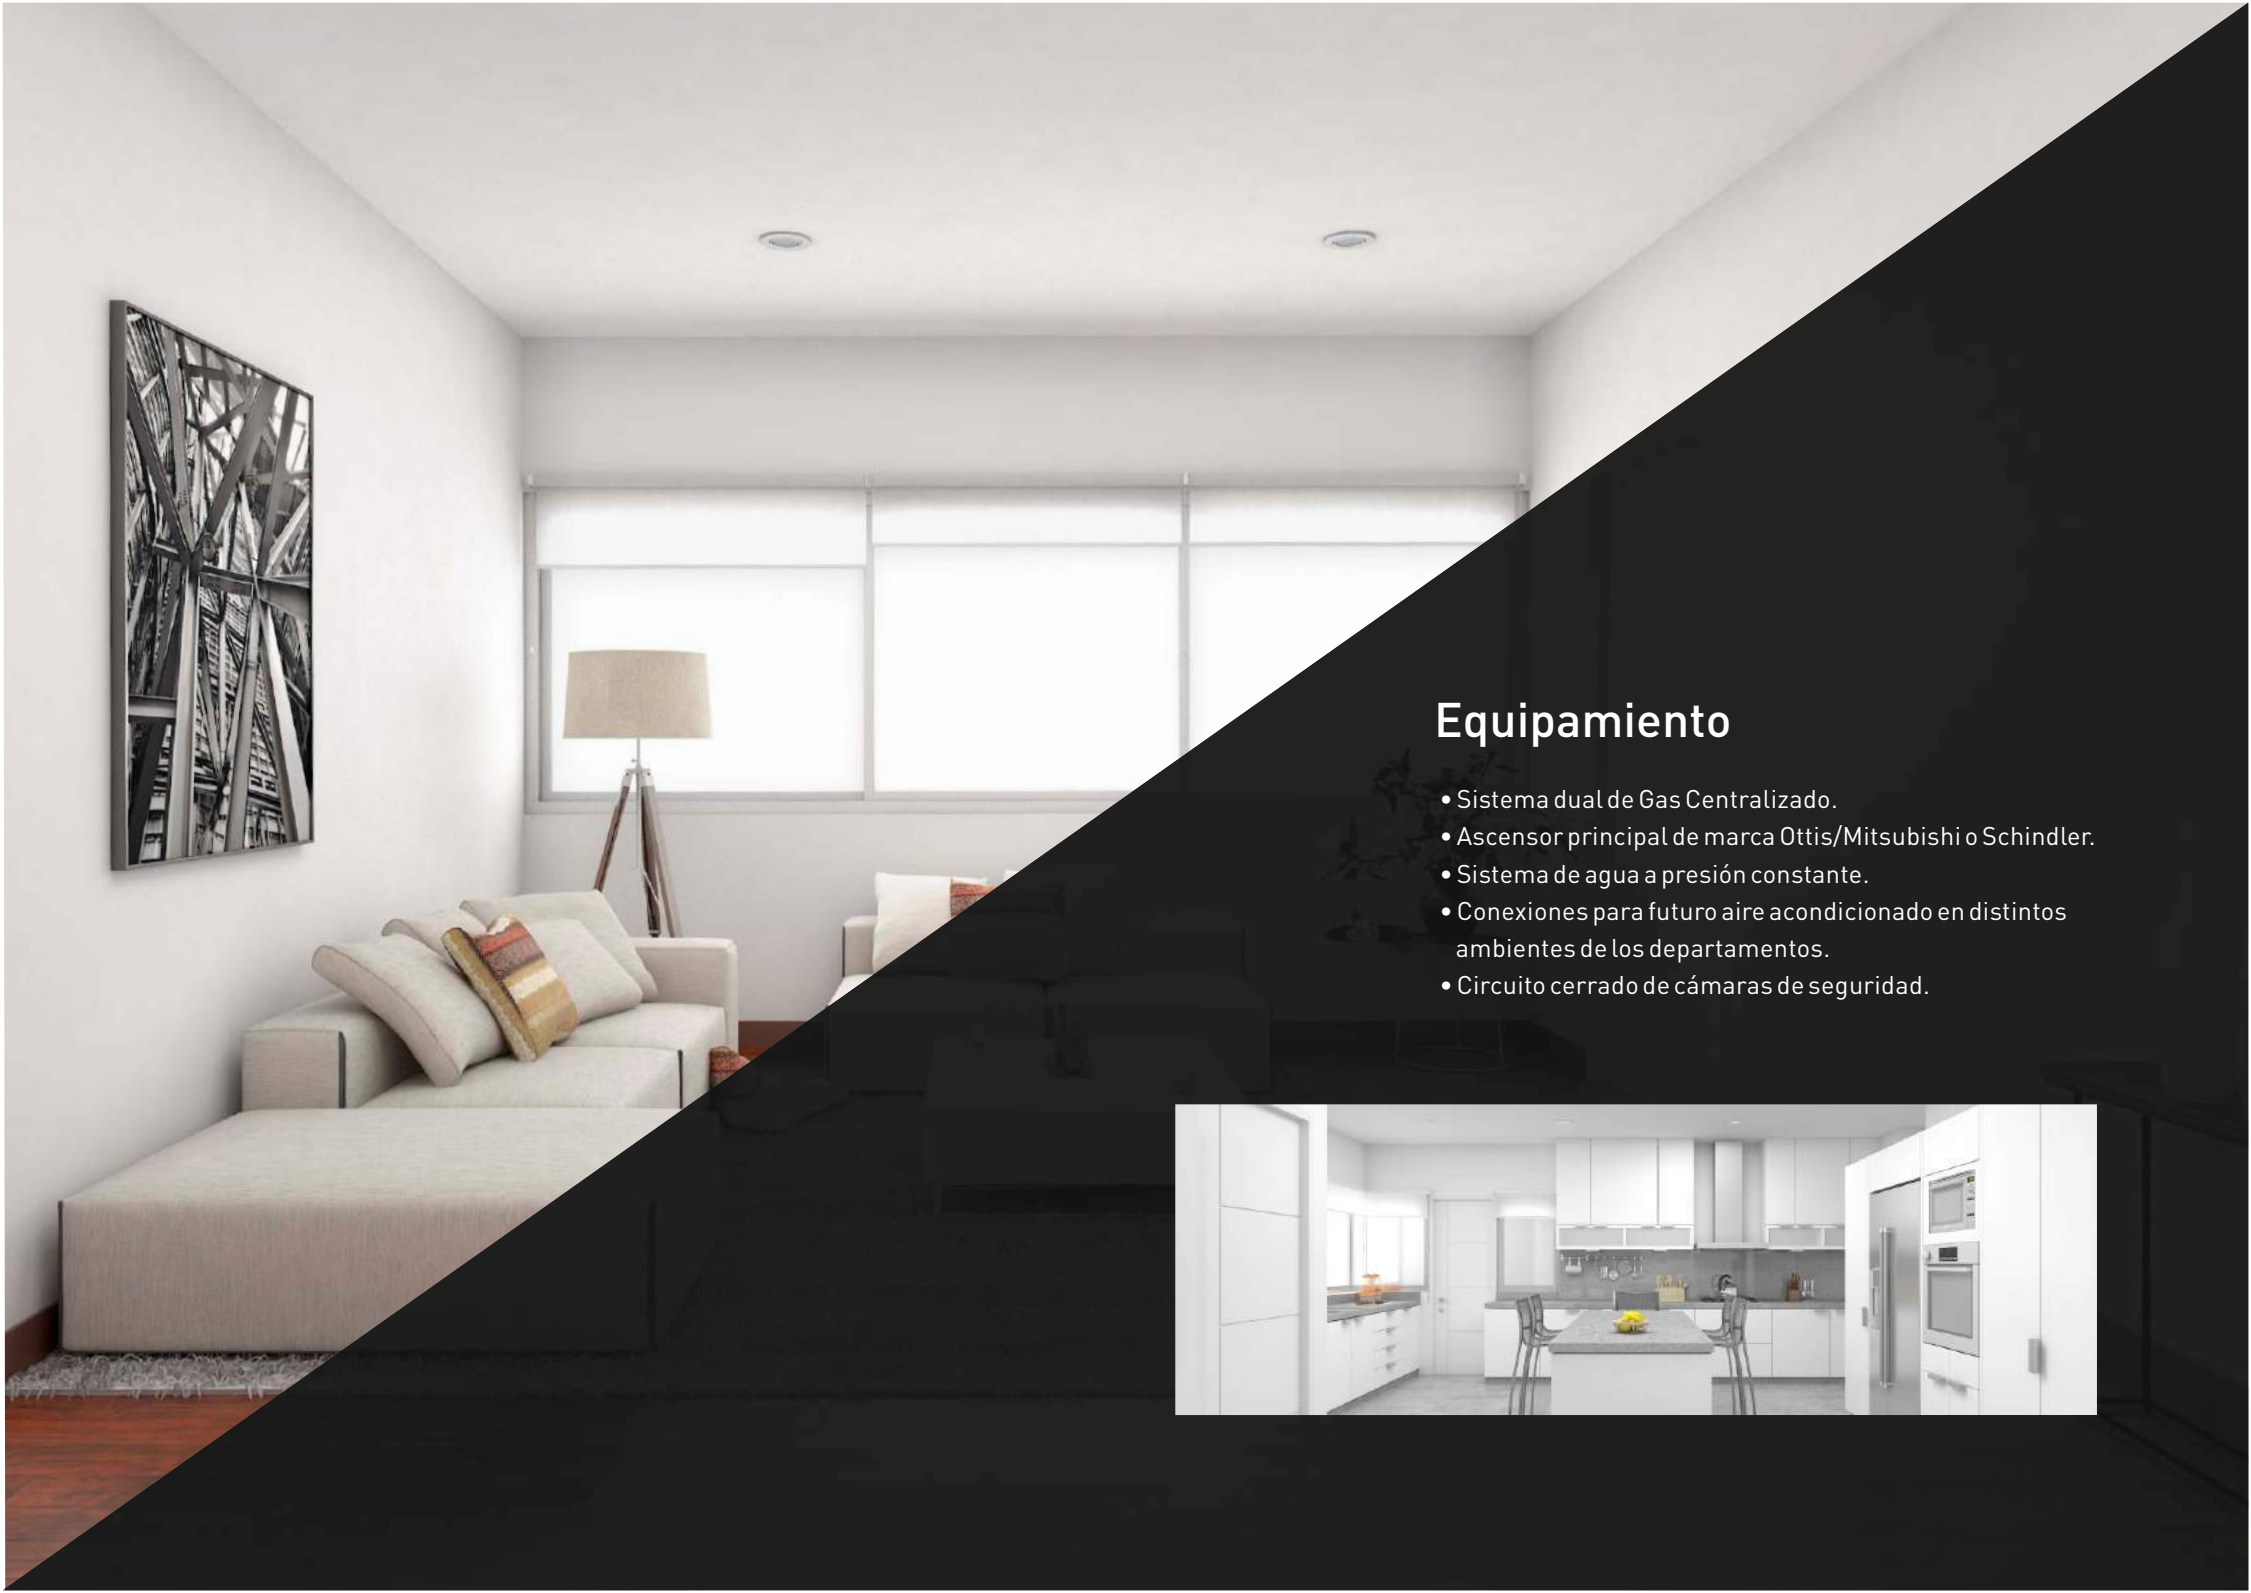 Equipamiento
• Sistema dual de Gas Centralizado.
• Ascensor principal de marca Ottis/Mitsubishi o Schindler.
• Sistema de agua a presión constante.
• Conexiones para futuro aire acondicionado en distintos
ambientes de los departamentos.
• Circuito cerrado de cámaras de seguridad.